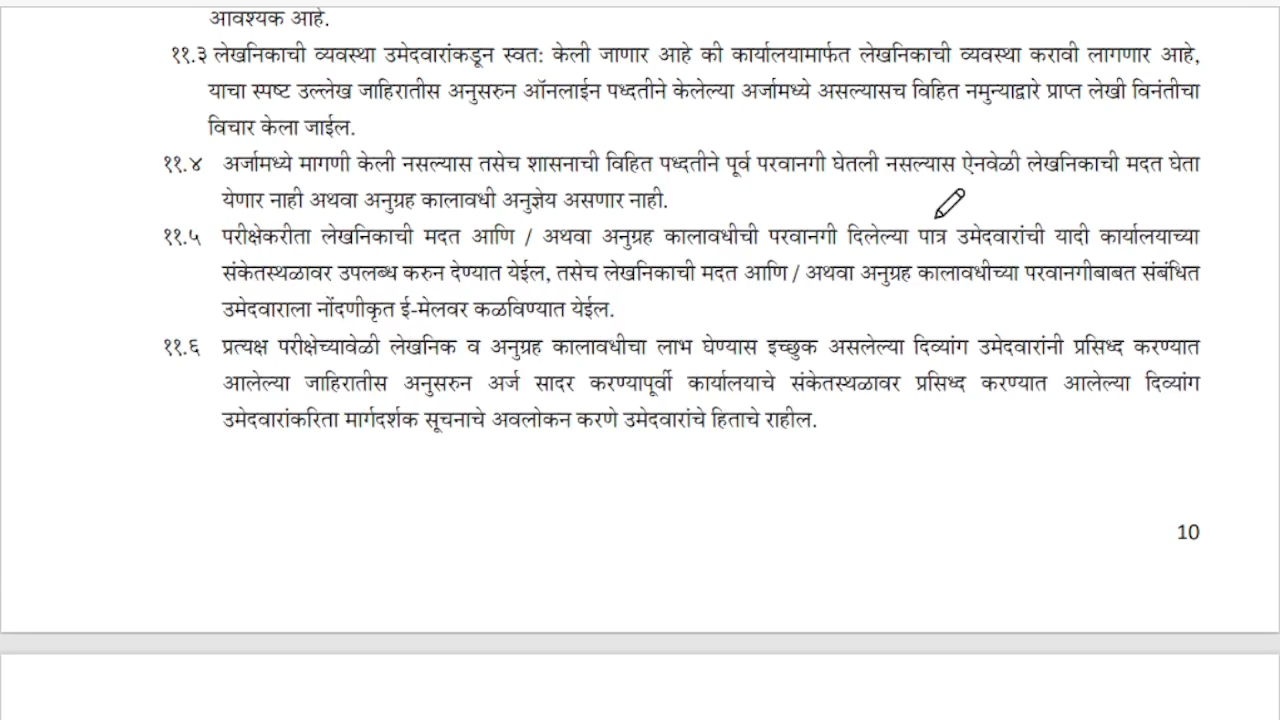 आवश्यक आहे.
११.३ लेखनिकाची व्यवस्था उमेदवारांकडून स्वत: केली जाणार आहे की कार्यालयामार्फत लेखनिकाची व्यवस्था करावी लागणार आहे,
याचा स्पष्ट उल्लेख जाहिरातीस अनुसरुन ऑनलाईन पध्दतीने केलेल्या अर्जामध्ये असल्यासच विहित नमुन्याद्वारे प्राप्त लेखी विनंतीचा
विचार केला जाईल.
११.४ अर्जामध्ये मागणी केली नसल्यास तसेच शासनाची विहित पध्दतीने पूर्व परवानगी घेतली नसल्यास ऐनवेळी लेखनिकाची मदत घेता
येणार नाही अथवा अनुग्रह कालावधी अनुज्ञेय असणार नाही.
११.५ परीक्षेकरीता लेखनिकाची मदत आणि / अथवा अनुग्रह कालावधीची परवानगी दिलेल्या पात्र उमेदवारांची यादी कार्यालयाच्या
संकेतस्थळावर उपलब्ध करुन देण्यात येईल, तसेच लेखनिकाची मदत आणि / अथवा अनुग्रह कालावधीच्या परवानगीबाबत संबंधित
उमेदवाराला नोंदणीकृत ई-मेलवर कळविण्यात येईल.
११.६ प्रत्यक्ष परीक्षेच्यावेळी लेखनिक व अनुग्रह कालावधीचा लाभ घेण्यास इच्छुक असलेल्या दिव्यांग उमेदवारांनी प्रसिध्द करण्यात
आलेल्या जाहिरातीस अनुसरुन अर्ज सादर करण्यापूर्वी कार्यालयाचे संकेतस्थळावर प्रसिध्द करण्यात आलेल्या दिव्यांग
उमेदवारांकरिता मार्गदर्शक सूचनाचे अवलोकन करणे उमेदवारांचे हिताचे राहील.
10